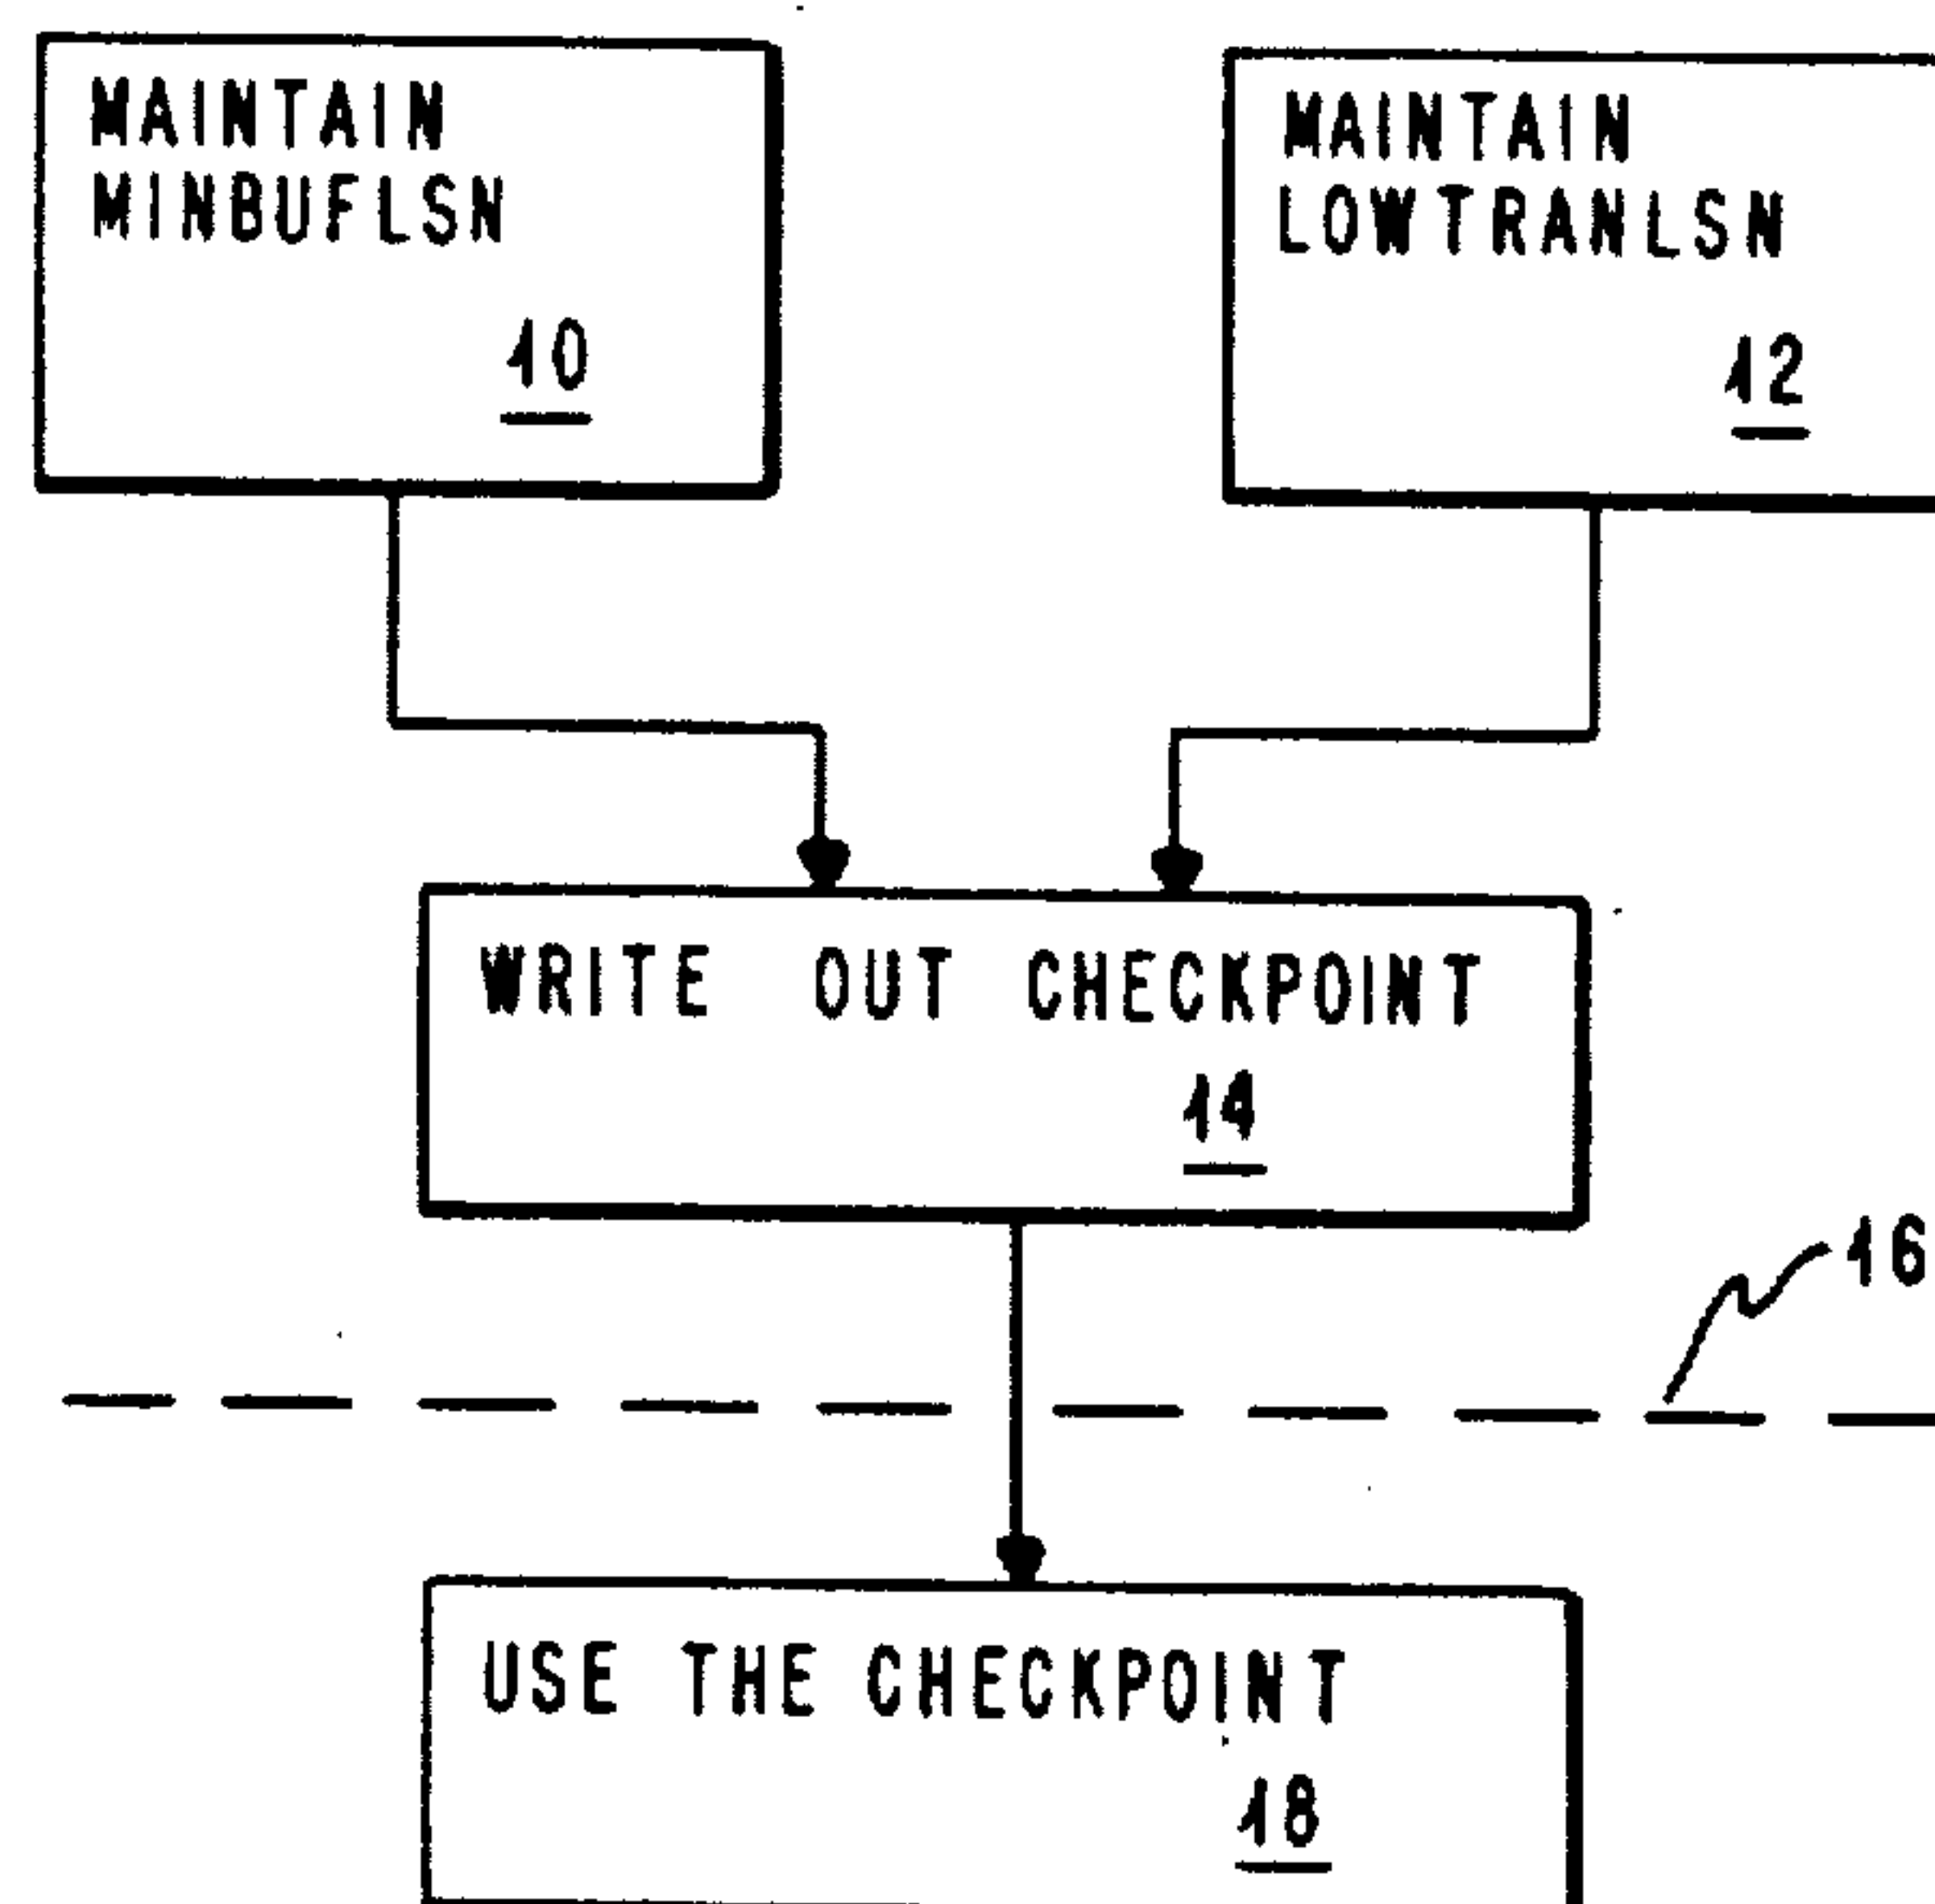 MAINTAIN
MINBUFLSN
10
MAINTAIN
LOWTRANLSN
12
WRITE OUT CHECKPOINT
14
16
USE THE CHECKPOINT
18